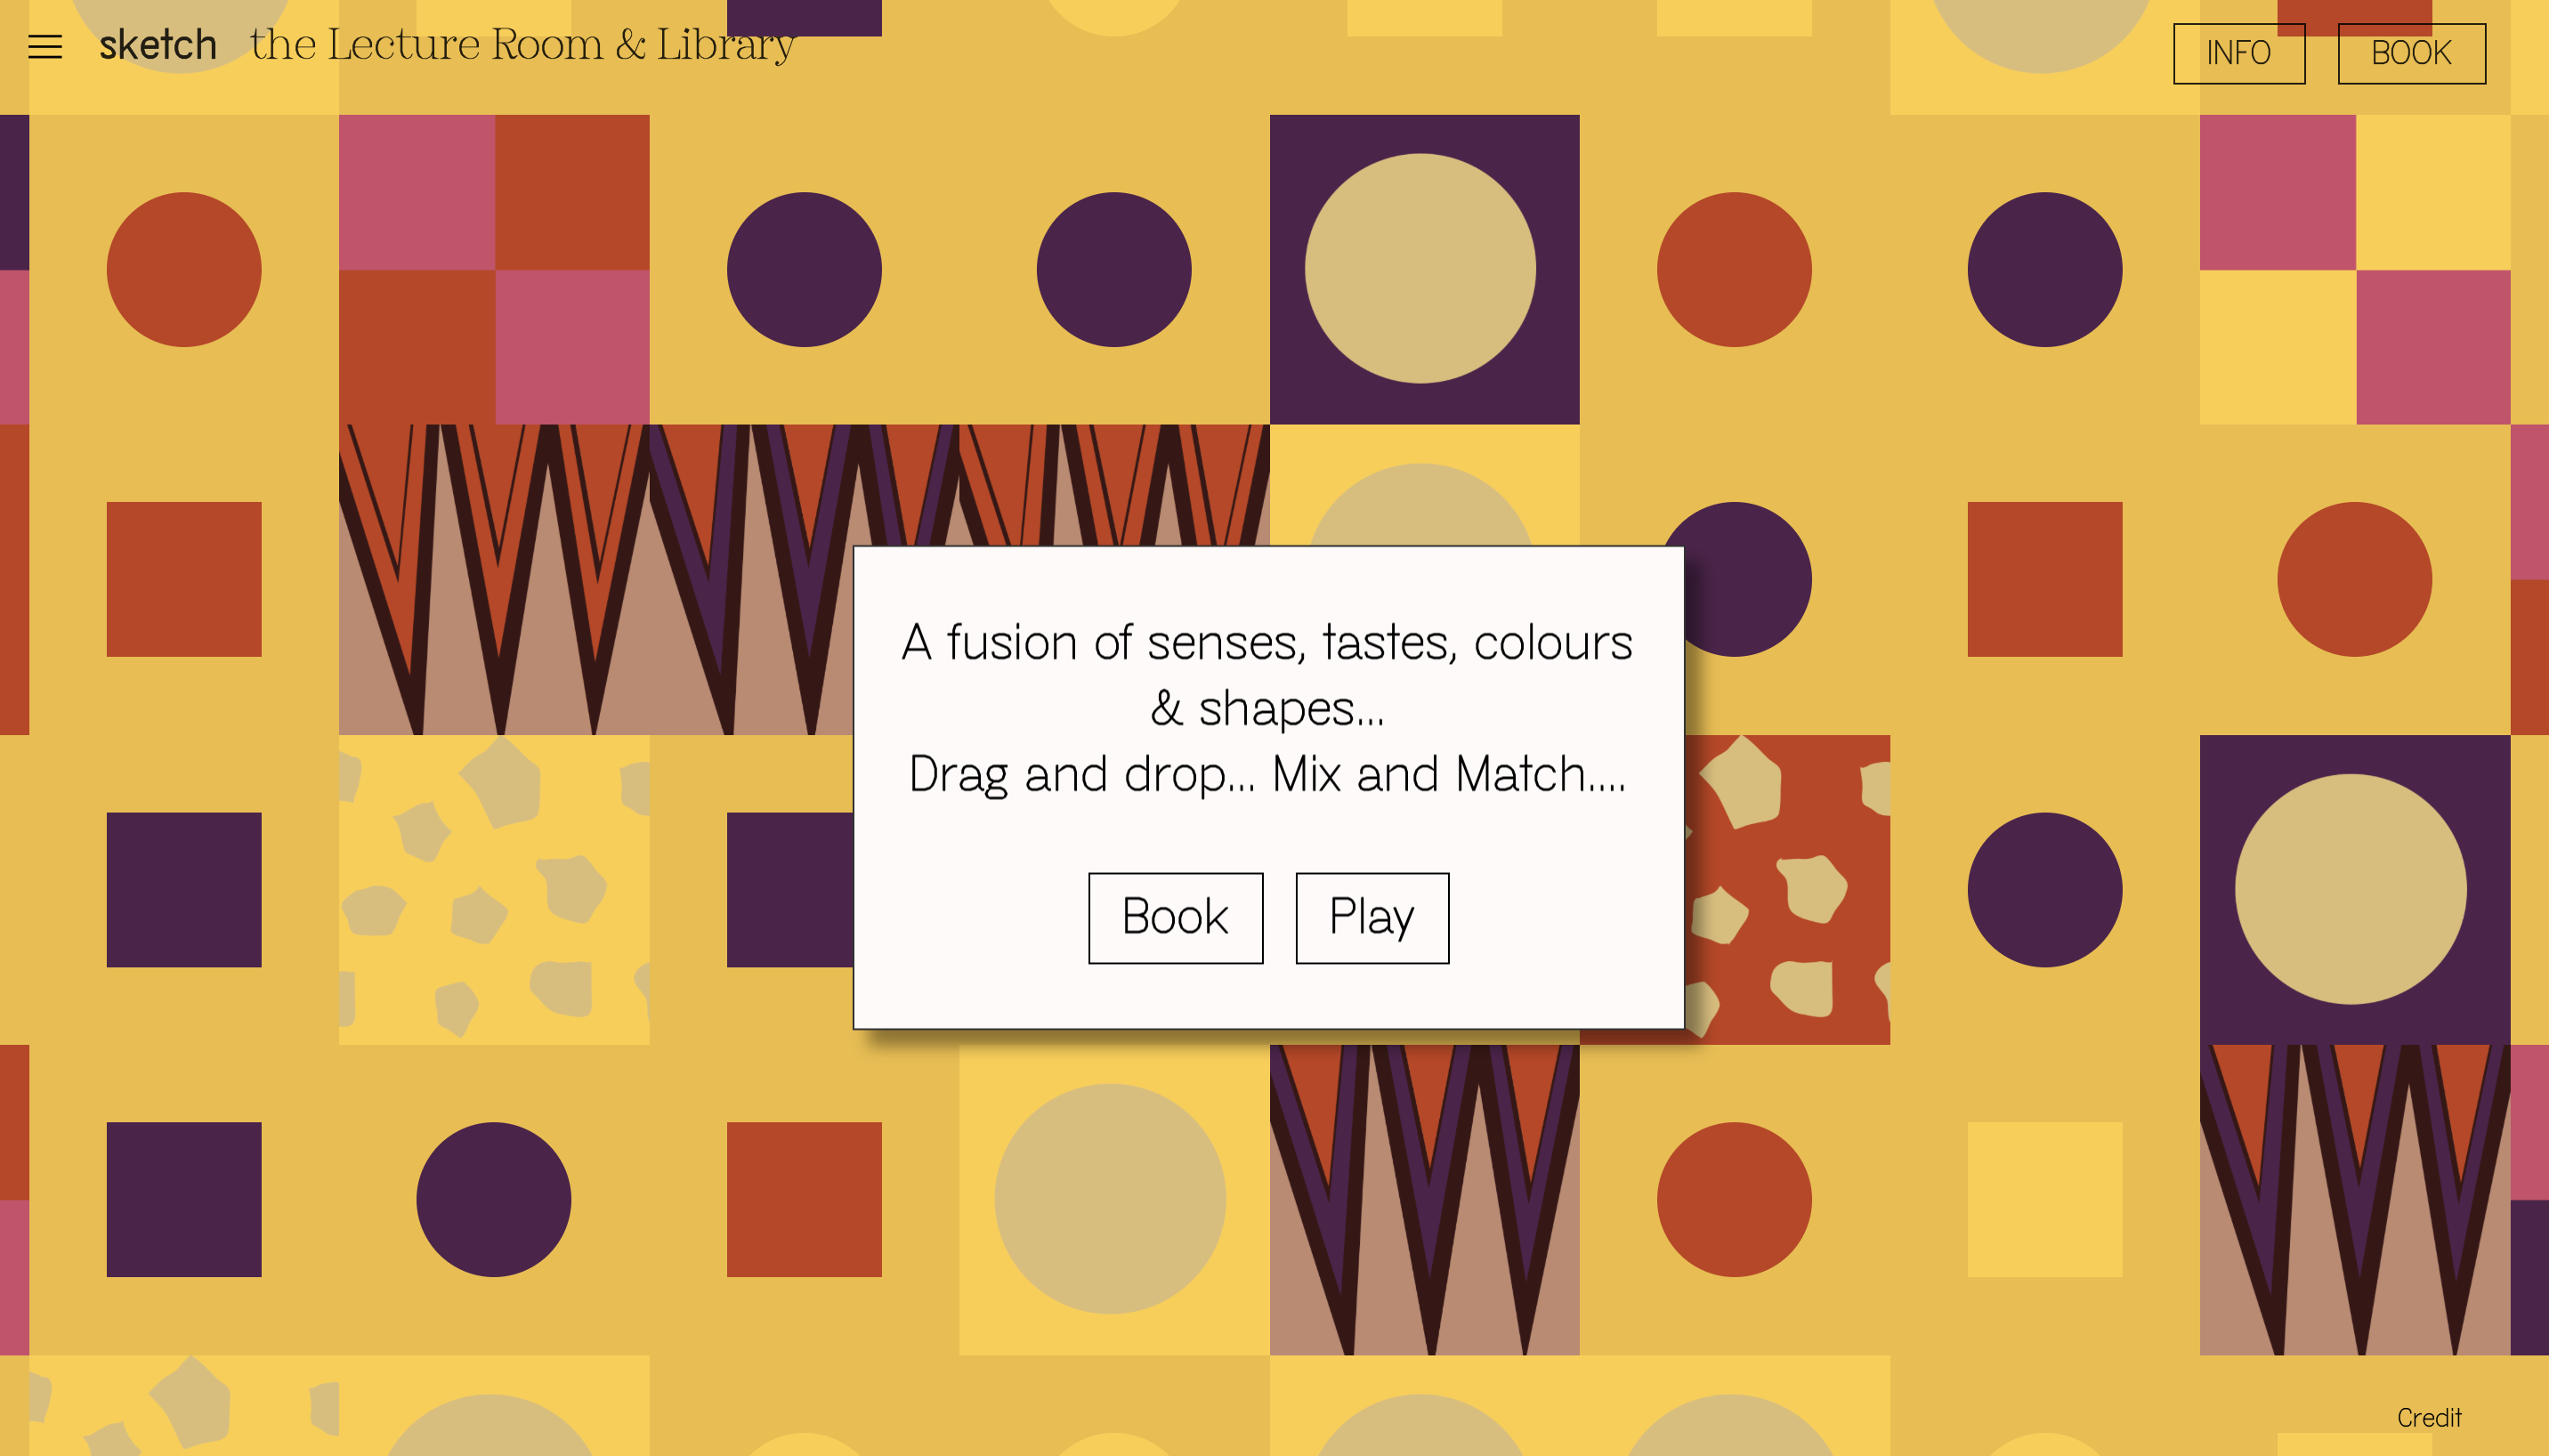 sketch the Lecture Room & Library
INFO
BOOK
A fusion of senses, tastes, colours
& shapes...
Drag and drop... Mix and Match....
Book
Play
Credit